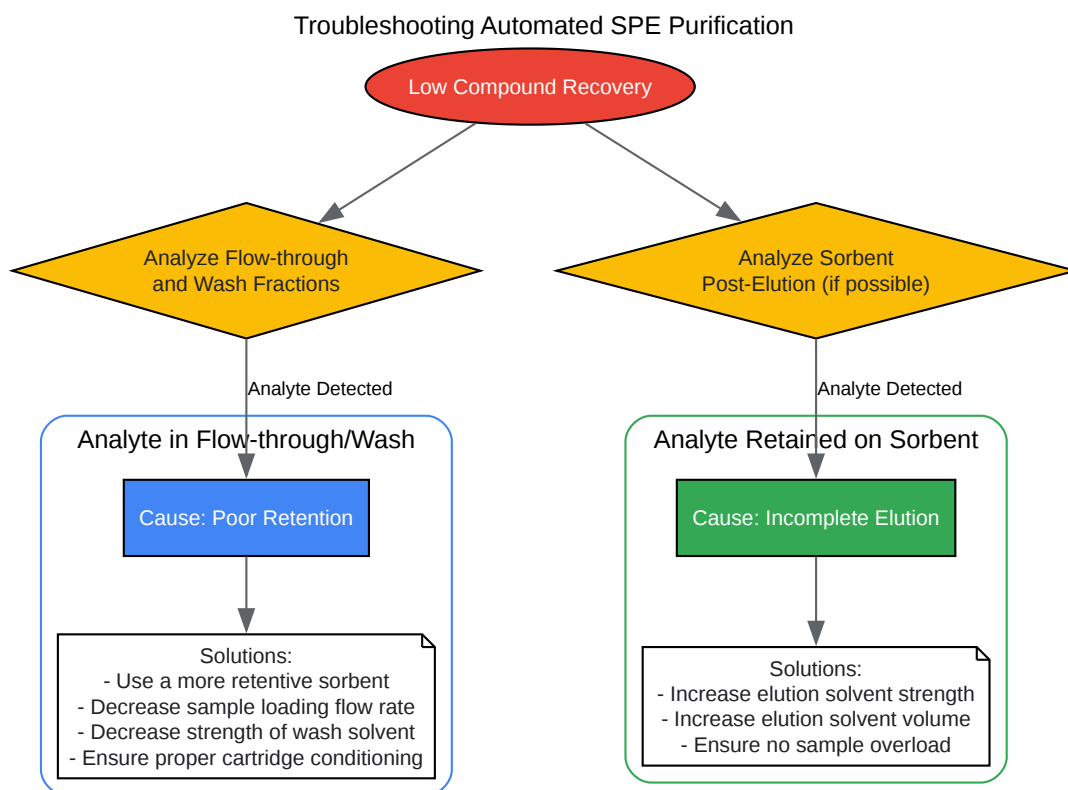 Troubleshooting Automated SPE Purification
Low Compound Recovery
Analyze Flow-through
and Wash Fractions
Analyze Sorbent
Post-Elution (if possible)
Analyte Detected
Analyte Detected
Analyte in Flow-through/Wash
Cause: Poor Retention
Solutions:
- Use a more retentive sorbent
- Decrease sample loading flow rate
- Decrease strength of wash solvent
- Ensure proper cartridge conditioning
Analyte Retained on Sorbent
Cause: Incomplete Elution
Solutions:
- Increase elution solvent strength
- Increase elution solvent volume
- Ensure no sample overload